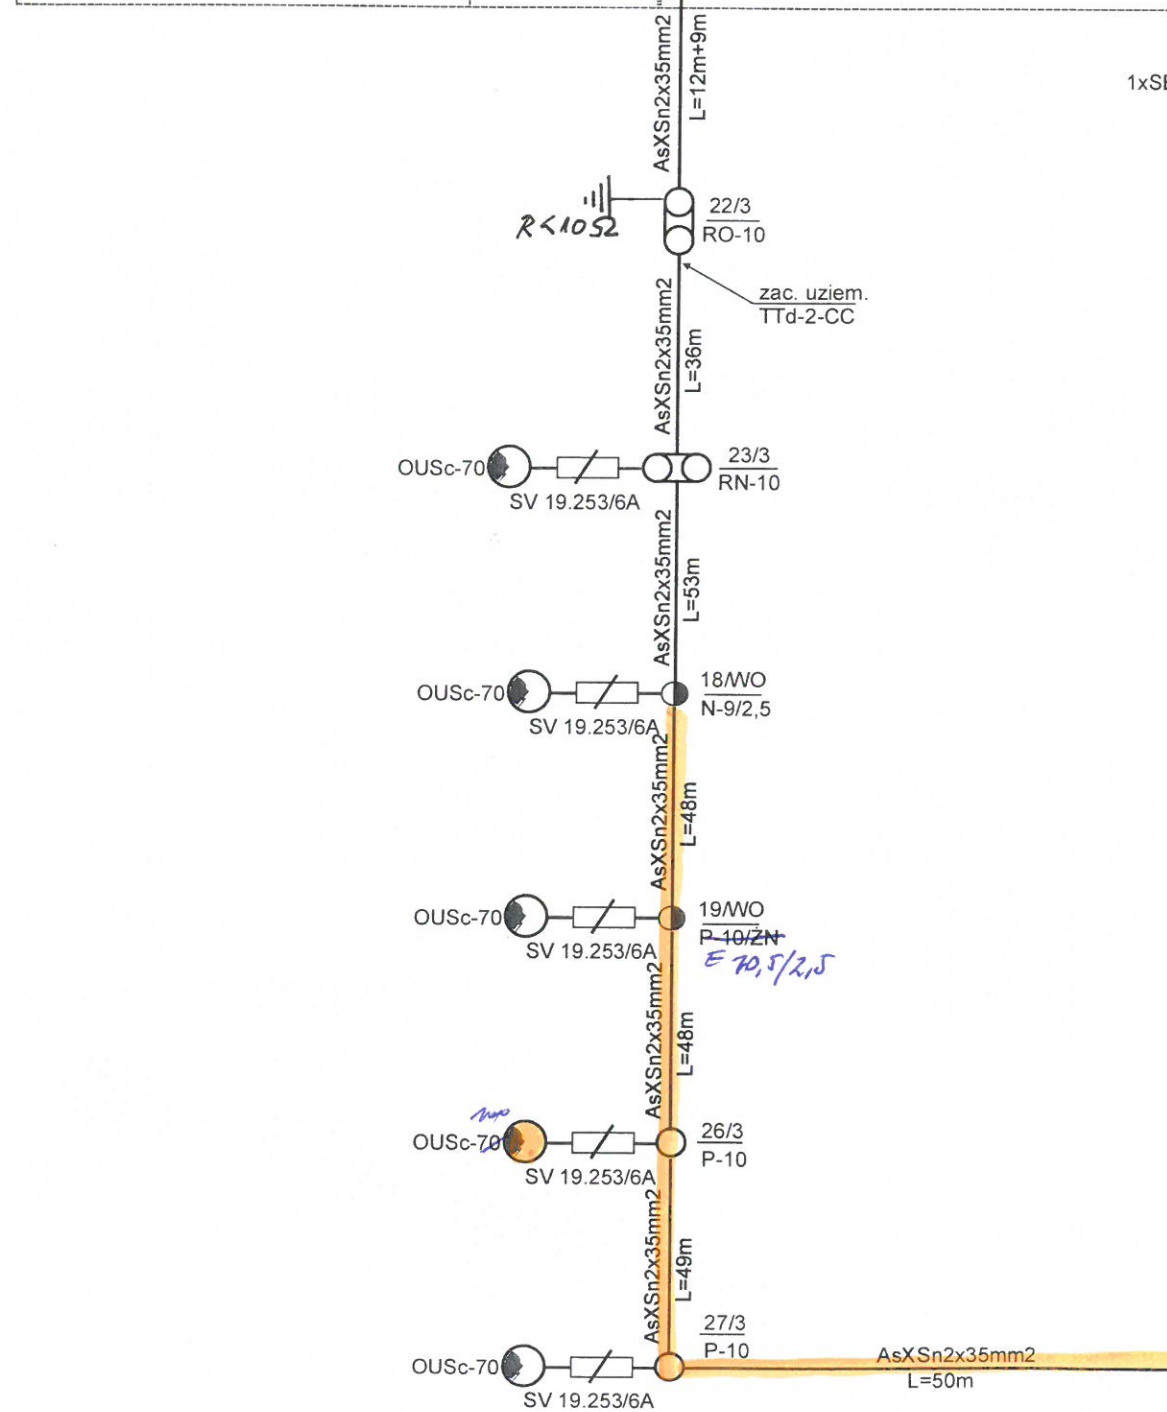 AsXSn2x35mm2
L=12m+9m
1xSE
22/3
RO-10
R<10Ω
zac. uziem.
TTd-2-CC
AsXSn2x35mm2
L=36m
OUSc-70
SV 19.253/6A
23/3
RN-10
AsXSn2x35mm2
L=53m
OUSc-70
SV 19.253/6A
18/WO
N-9/2,5
AsXSn2x35mm2
L=48m
OUSc-70
SV 19.253/6A
19/WO
P-10/ŻN
E 10,5/2,5
AsXSn2x35mm2
L=48m
OUSc-70
SV 19.253/6A
26/3
P-10
AsXSn2x35mm2
L=49m
OUSc-70
SV 19.253/6A
27/3
P-10
AsXSn2x35mm2
L=50m